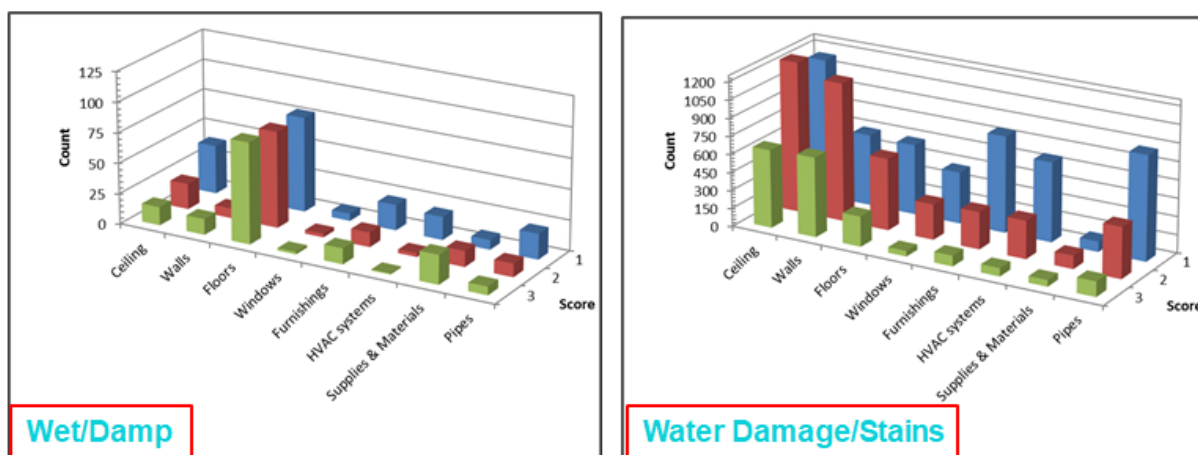 125
100
75
50
25
0
Count
Ceiling
Walls
Floors
Windows
Furnishings
HVAC systems
Supplies & Materials
Pipes
1
2
3
Score
Wet/Damp
1200
1050
900
750
600
450
300
150
0
Count
Ceiling
Walls
Floors
Windows
Furnishings
HVAC systems
Supplies & Materials
Pipes
1
2
3
Score
Water Damage/Stains